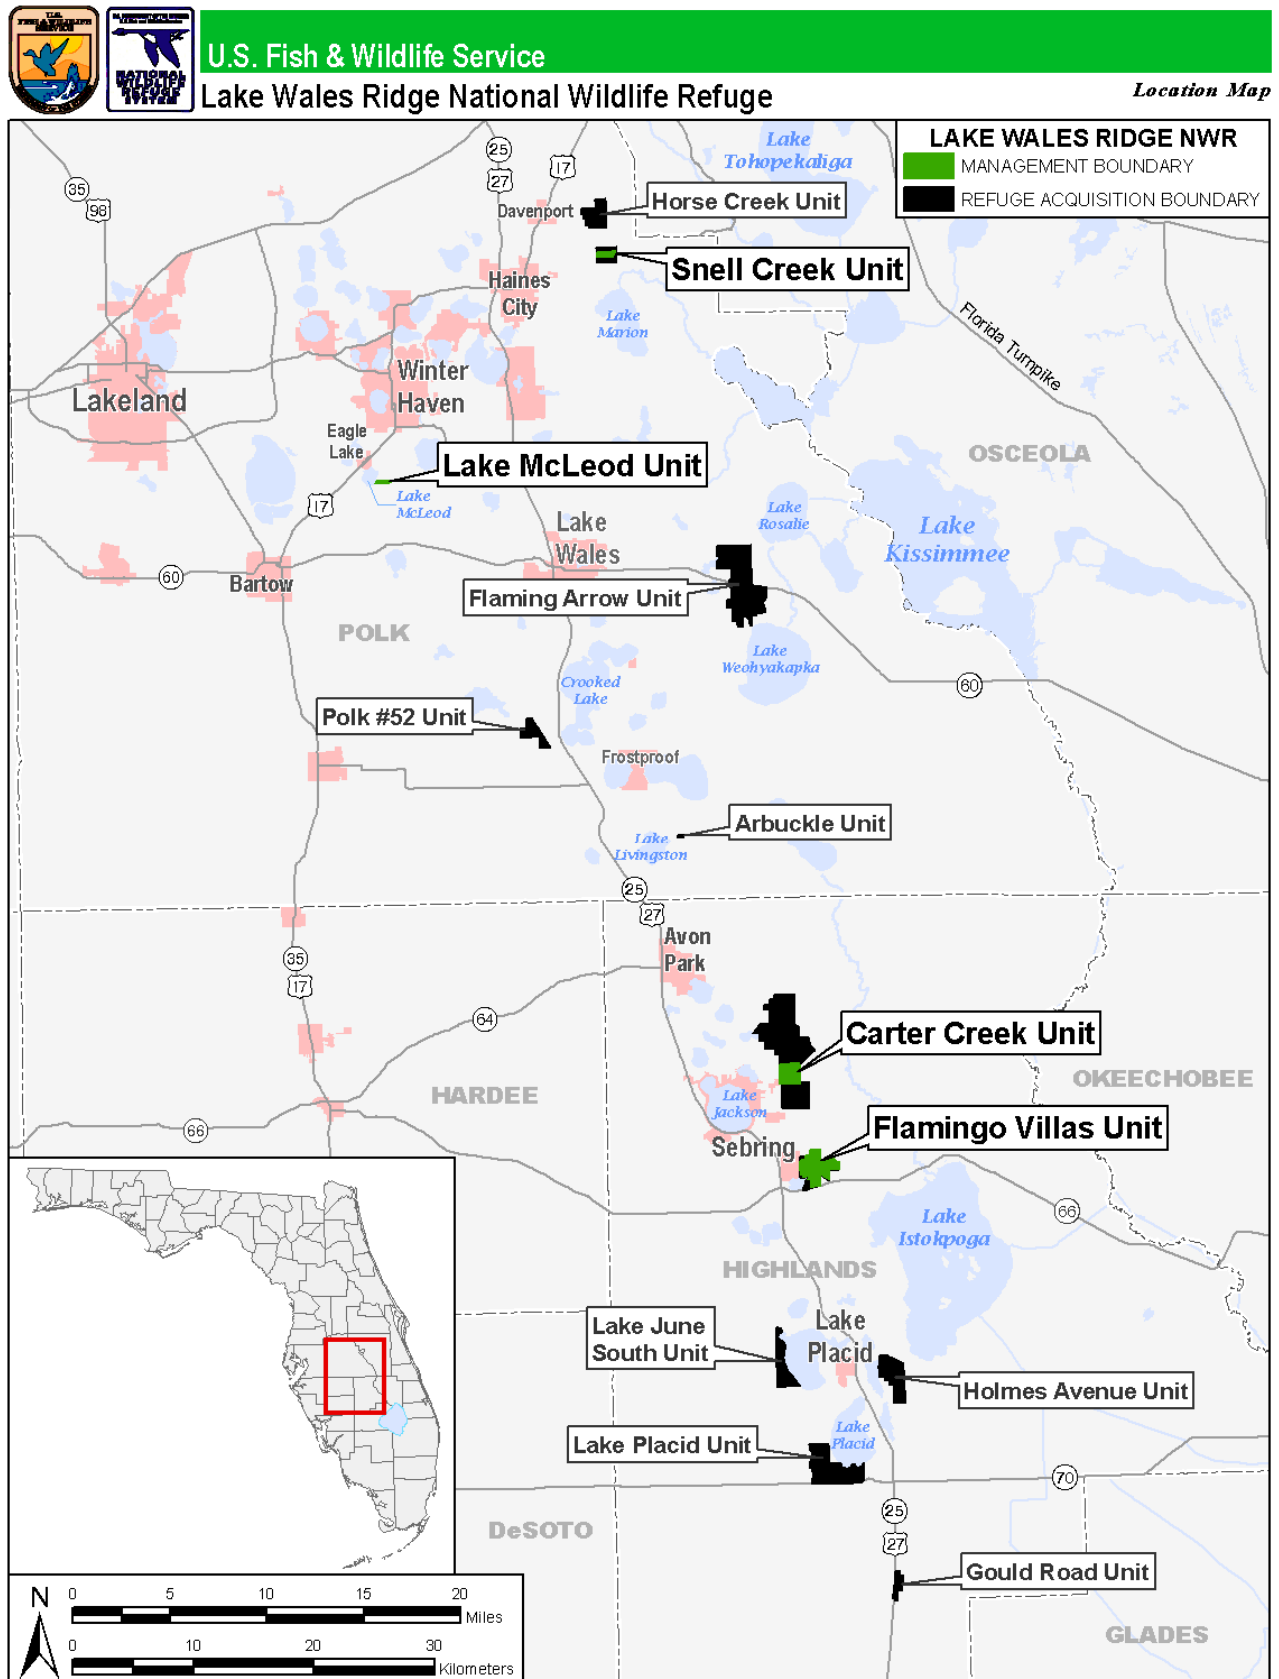 U.S.
FISH & WILDLIFE
SERVICE
NATIONAL
WILDLIFE
REFUGE
SYSTEM
U.S. Fish & Wildlife Service
Lake Wales Ridge National Wildlife Refuge
Location Map
LAKE WALES RIDGE NWR
MANAGEMENT BOUNDARY
REFUGE ACQUISITION BOUNDARY
Lake
Tohopekaliga
25
27
17
35
98
Davenport
Horse Creek Unit
Snell Creek Unit
Haines
City
Lake
Marion
Florida Turnpike
Winter
Haven
Lakeland
Eagle
Lake
OSCEOLA
Lake McLeod Unit
Lake
McLeod
17
Lake
Rosalie
Lake
Kissimmee
Lake
Wales
60
Bartow
Flaming Arrow Unit
POLK
Lake
Weohyakapka
Crooked
Lake
60
Polk #52 Unit
Frostproof
Arbuckle Unit
Lake
Livingston
25
27
Avon
Park
35
17
64
Carter Creek Unit
OKEECHOBEE
HARDEE
Lake
Jackson
66
Flamingo Villas Unit
Sebring
66
Lake
Istokpoga
HIGHLANDS
Lake June
South Unit
Lake
Placid
Holmes Avenue Unit
Lake
Placid
Lake Placid Unit
70
25
27
DeSOTO
Gould Road Unit
GLADES
N
0 5 10 15 20
Miles
0 10 20 30
Kilometers